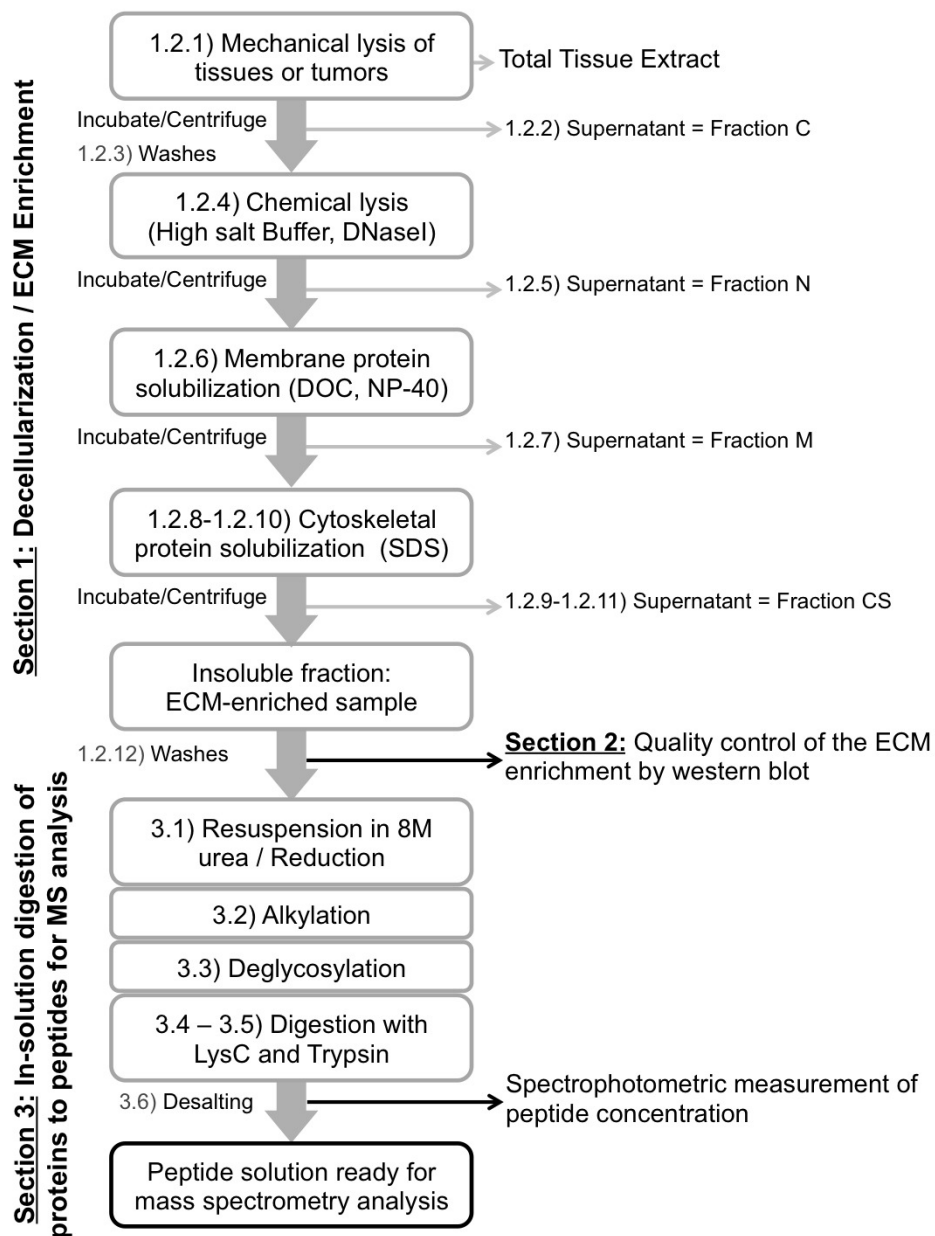 Section 1: Decellularization / ECM Enrichment
1.2.1) Mechanical lysis of
tissues or tumors
Total Tissue Extract
Incubate/Centrifuge
1.2.2) Supernatant = Fraction C
1.2.3) Washes
1.2.4) Chemical lysis
(High salt Buffer, DNaseI)
Incubate/Centrifuge
1.2.5) Supernatant = Fraction N
1.2.6) Membrane protein
solubilization (DOC, NP-40)
Incubate/Centrifuge
1.2.7) Supernatant = Fraction M
1.2.8-1.2.10) Cytoskeletal
protein solubilization (SDS)
Incubate/Centrifuge
1.2.9-1.2.11) Supernatant = Fraction CS
Insoluble fraction:
ECM-enriched sample
1.2.12) Washes
Section 2: Quality control of the ECM
enrichment by western blot
Section 3: In-solution digestion of
proteins to peptides for MS analysis
3.1) Resuspension in 8M
urea / Reduction
3.2) Alkylation
3.3) Deglycosylation
3.4 – 3.5) Digestion with
LysC and Trypsin
3.6) Desalting
Spectrophotometric measurement of
peptide concentration
Peptide solution ready for
mass spectrometry analysis